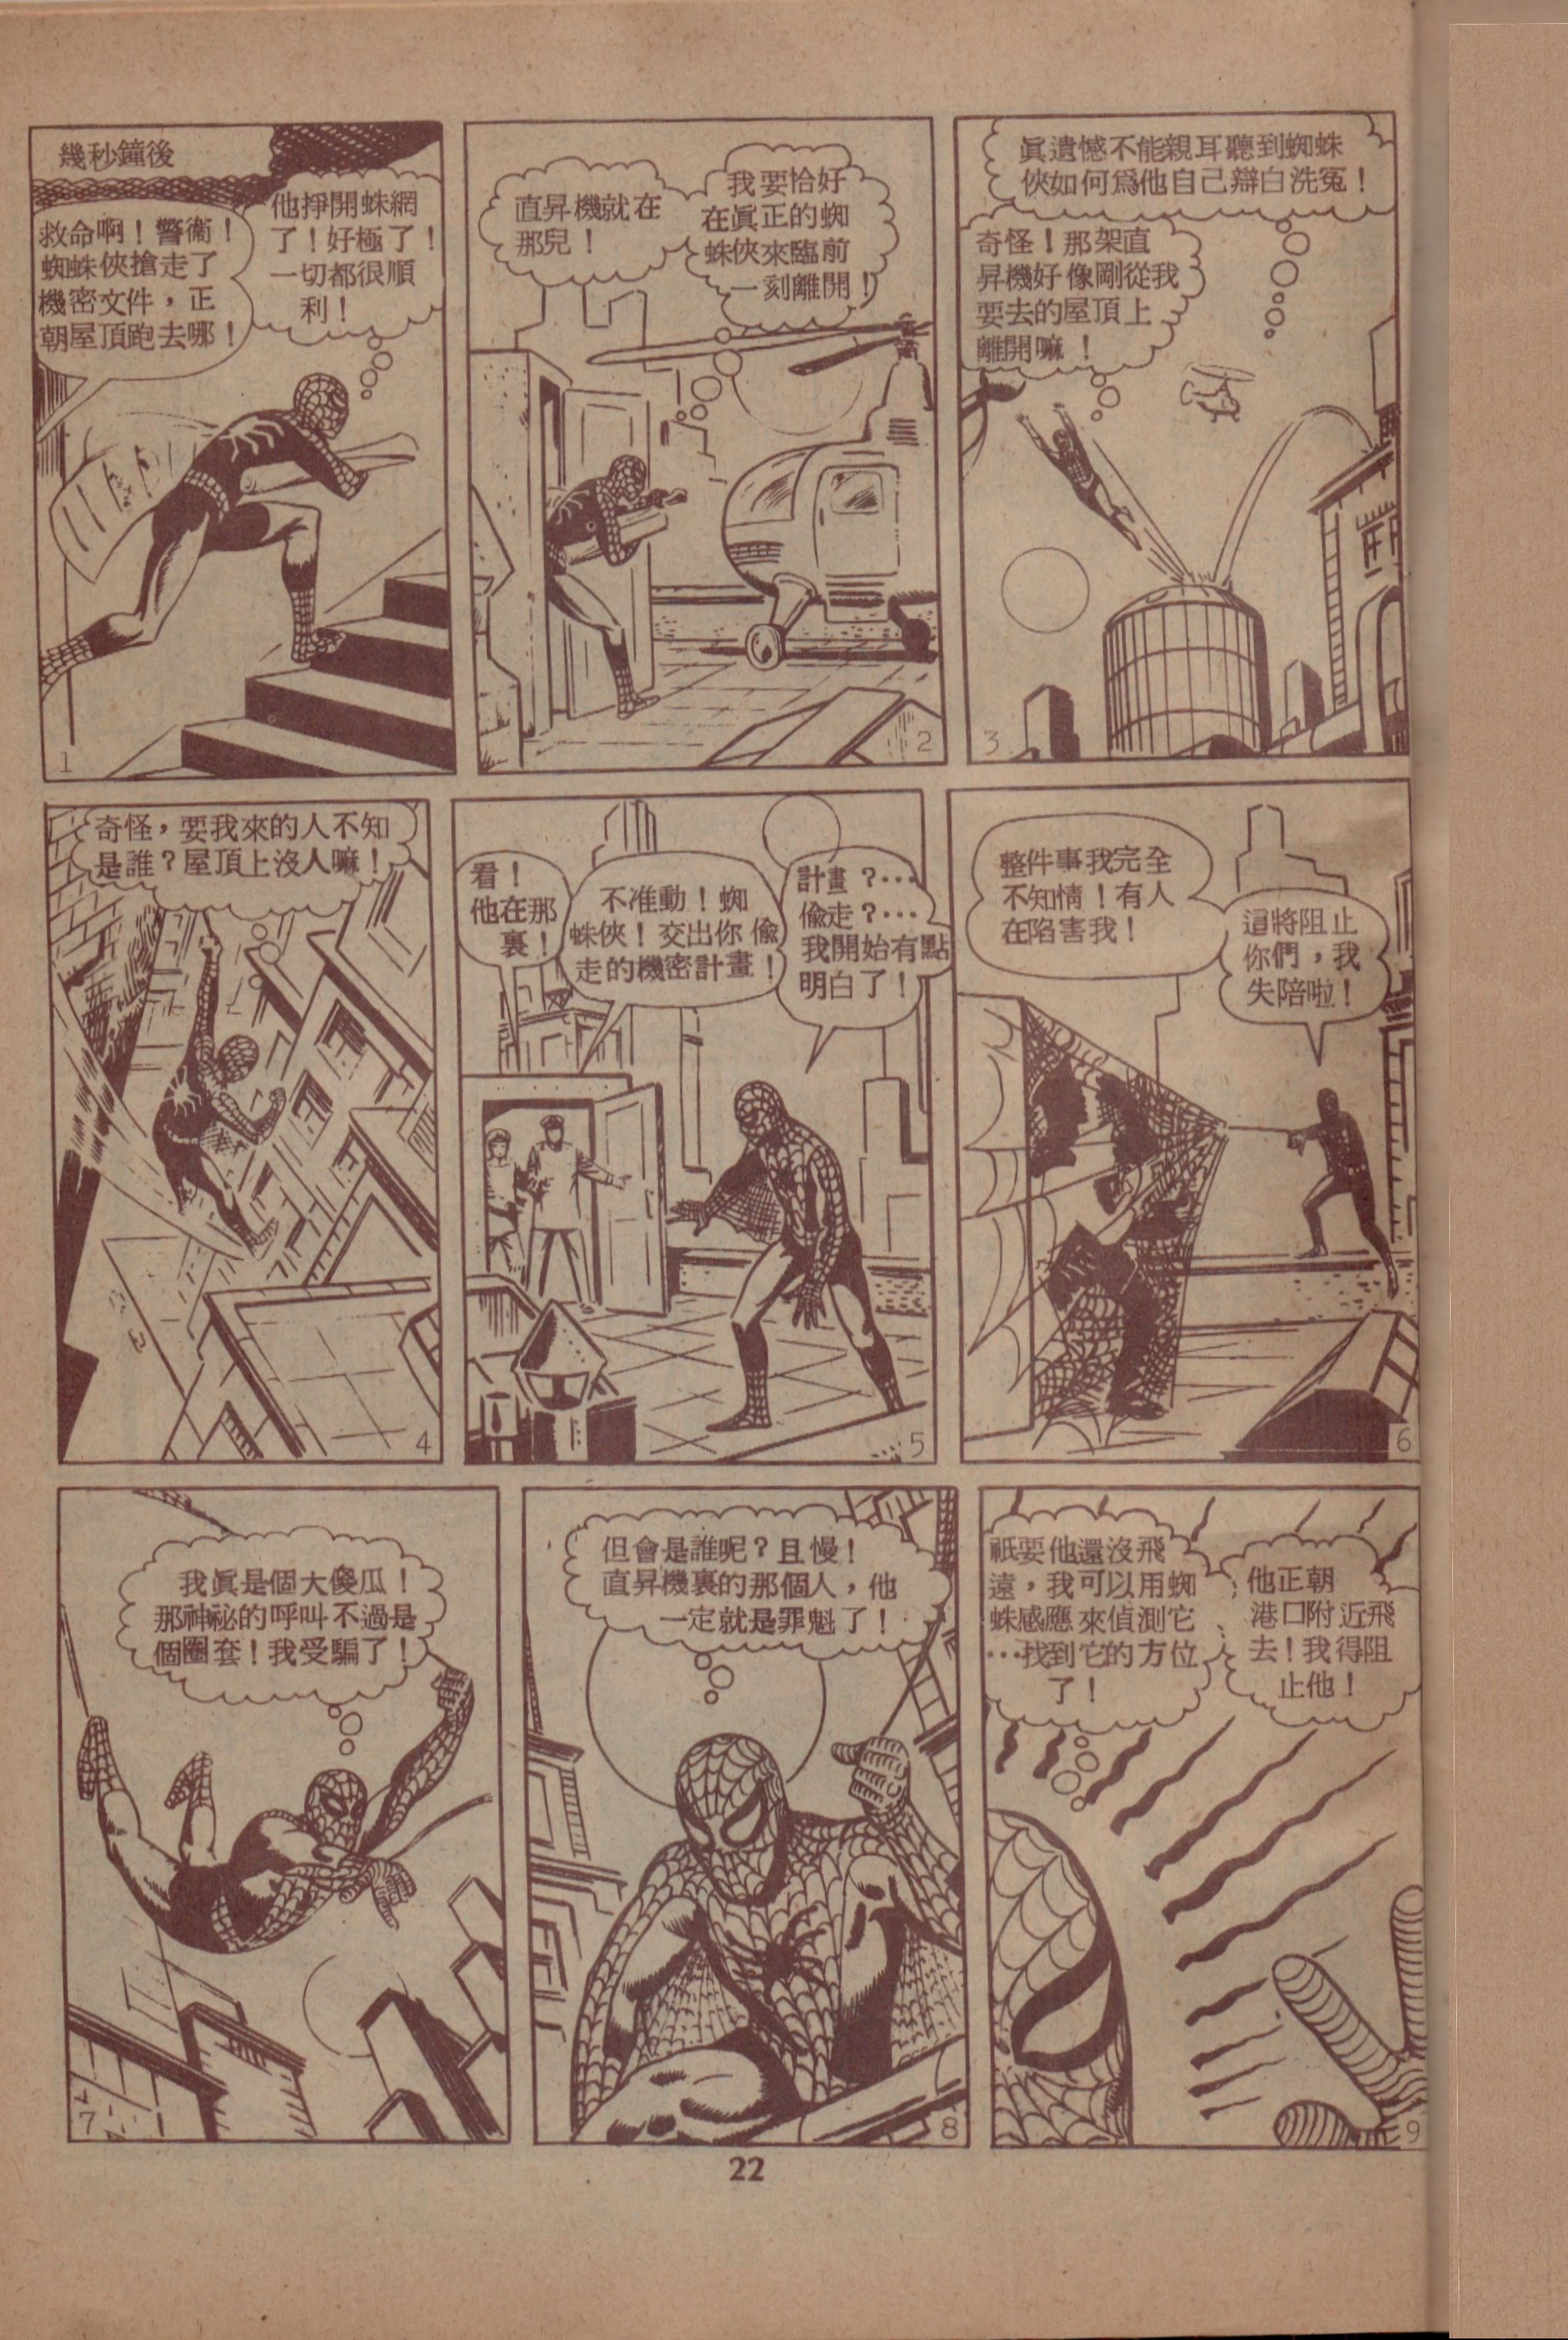 幾秒鐘後
救命啊！警衞！
蜘蛛俠搶走了
機密文件，正
朝屋頂跑去哪！
他掙開蛛網
了！好極了！
一切都很順
利！
1
直昇機就在
那兒！
我要恰好
在眞正的蜘
蛛俠來臨前
一刻離開！
2
眞遺憾不能親耳聽到蜘蛛
俠如何爲他自己辯白洗冤！
奇怪！那架直
昇機好像剛從我
要去的屋頂上
離開嘛！
3
奇怪，要我來的人不知
是誰？屋頂上沒人嘛！
4
看！
他在那
裏！
不准動！蜘
蛛俠！交出你偸
走的機密計畫！
計畫？…
偸走？…
我開始有點
明白了！
5
整件事我完全
不知情！有人
在陷害我！
這將阻止
你們，我
失陪啦！
6
我眞是個大傻瓜！
那神祕的呼叫不過是
個圈套！我受騙了！
7
但會是誰呢？且慢！
直昇機裏的那個人，他
一定就是罪魁了！
8
祇要他還沒飛
遠，我可以用蜘
蛛感應來偵測它
…找到它的方位
了！
他正朝
港口附近飛
去！我得阻
止他！
9
22